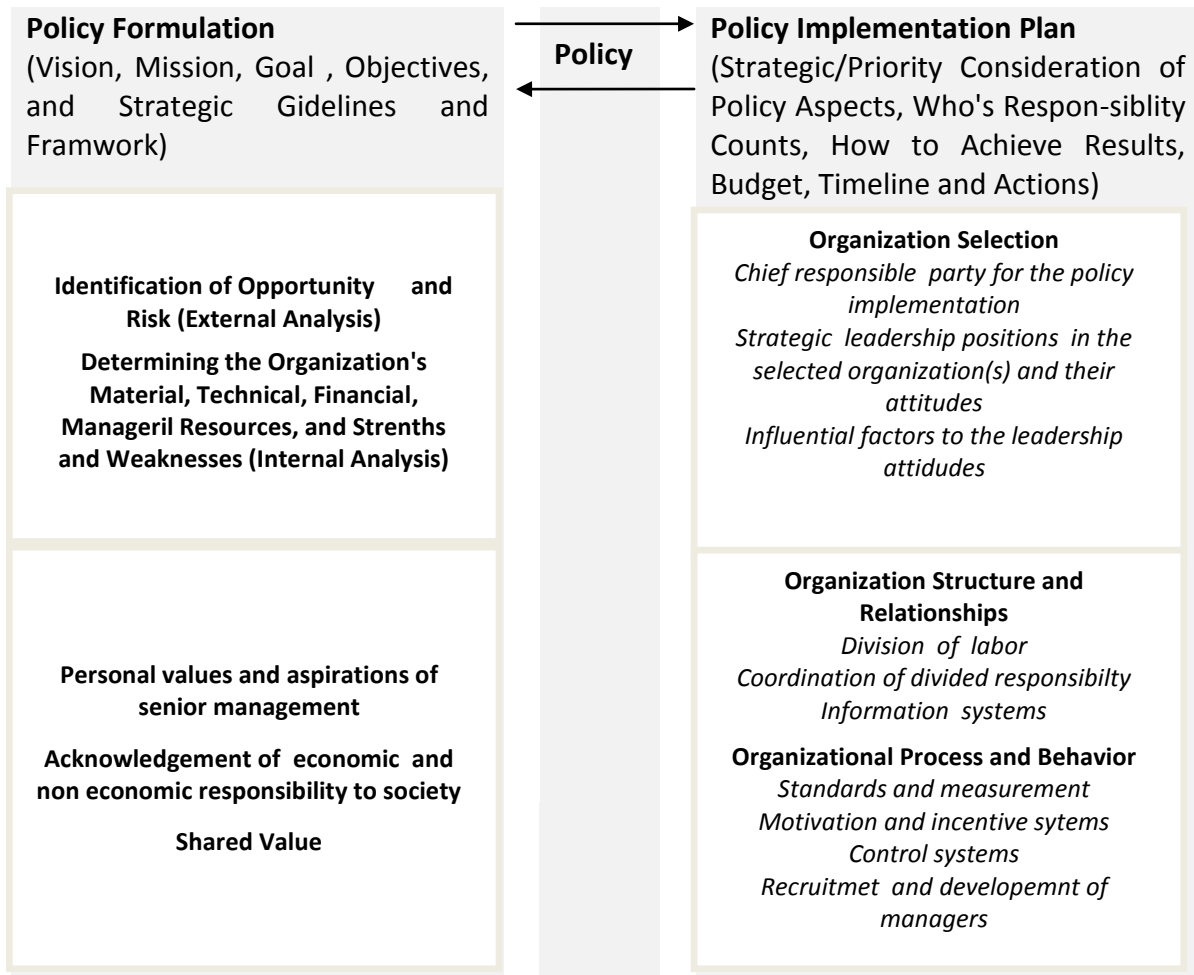 Policy Formulation
(Vision, Mission, Goal , Objectives,
and Strategic Gidelines and
Framwork)
Identification of Opportunity and
Risk (External Analysis)
Determining the Organization's
Material, Technical, Financial,
Manageril Resources, and Strenths
and Weaknesses (Internal Analysis)
Personal values and aspirations of
senior management
Acknowledgement of economic and
non economic responsibility to society
Shared Value
Policy
Policy Implementation Plan
(Strategic/Priority Consideration of
Policy Aspects, Who's Respon-siblity
Counts, How to Achieve Results,
Budget, Timeline and Actions)
Organization Selection
Chief responsible party for the policy
implementation
Strategic leadership positions in the
selected organization(s) and their
attitudes
Influential factors to the leadership
attidudes
Organization Structure and
Relationships
Division of labor
Coordination of divided responsibilty
Information systems
Organizational Process and Behavior
Standards and measurement
Motivation and incentive sytems
Control systems
Recruitmet and developemnt of
managers